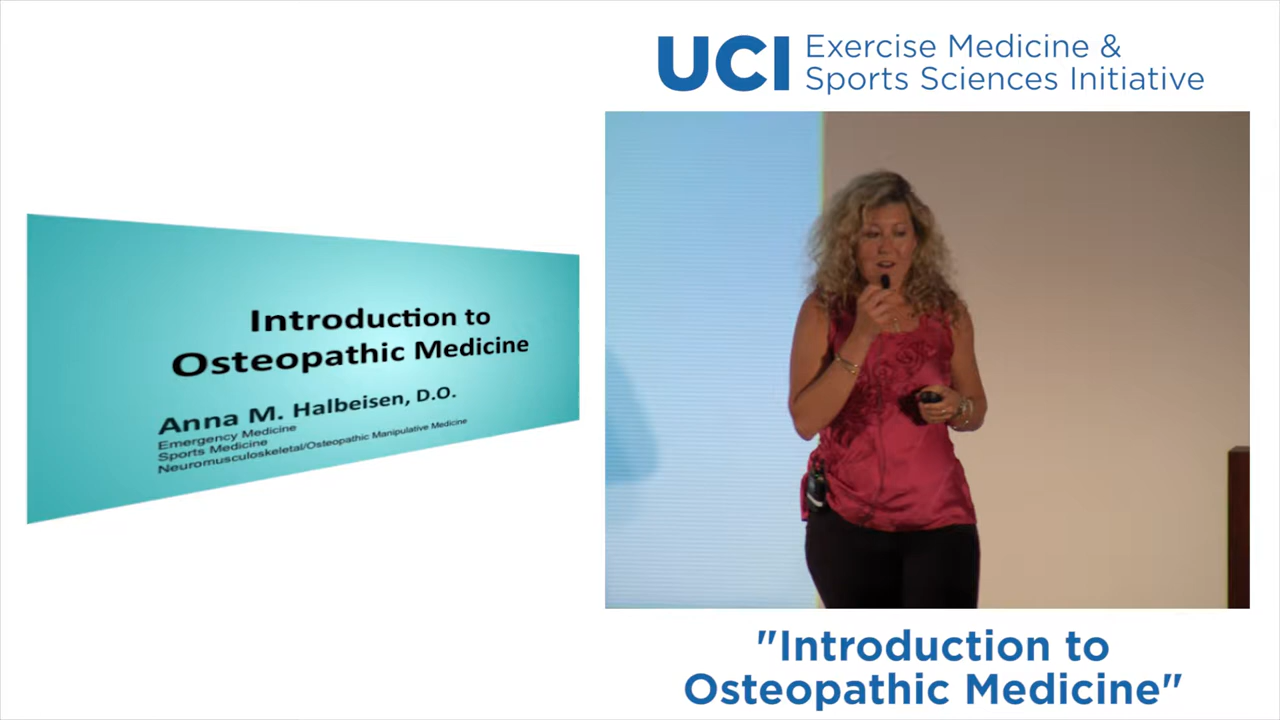 UCI Exercise Medicine &
Sports Sciences Initiative
Introduction to
Osteopathic Medicine
Anna M. Halbeisen, D.O.
Emergency Medicine
Sports Medicine
Neuromusculoskeletal/Osteopathic Manipulative Medicine
"Introduction to
Osteopathic Medicine"